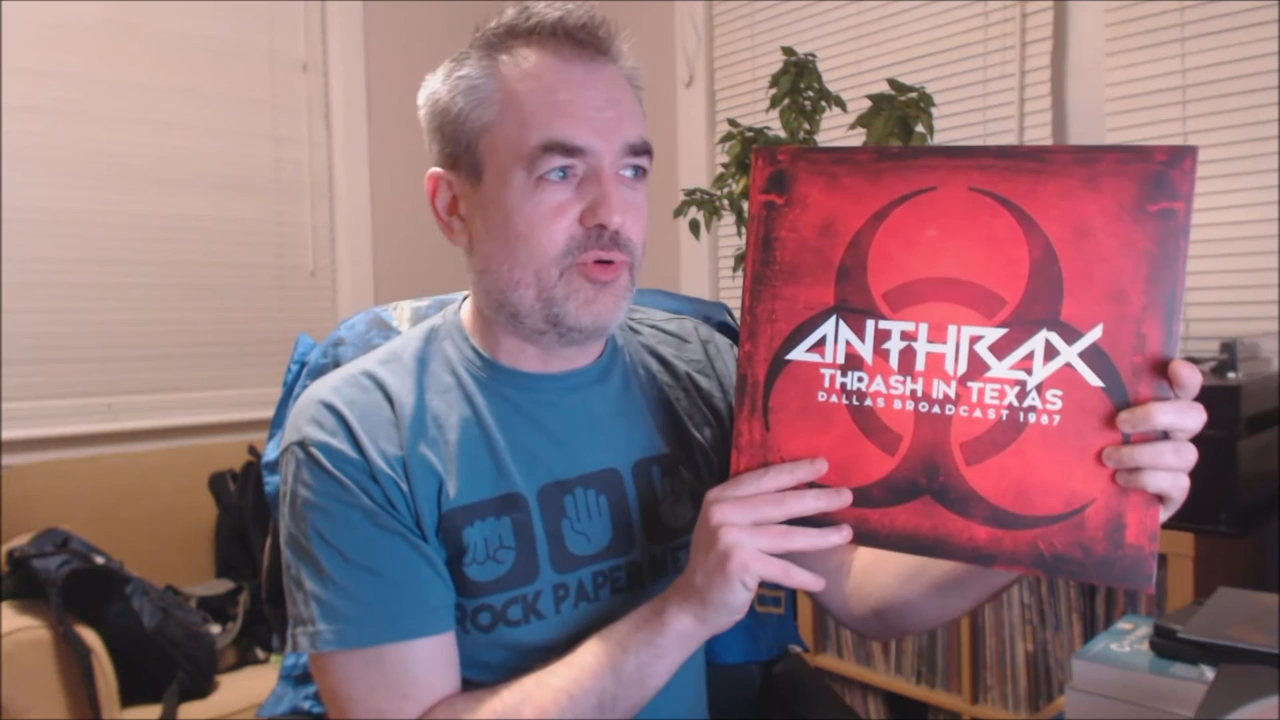 ANTHRAX
THRASH IN TEXAS
DALLAS BROADCAST 1987
ROCK PAPER